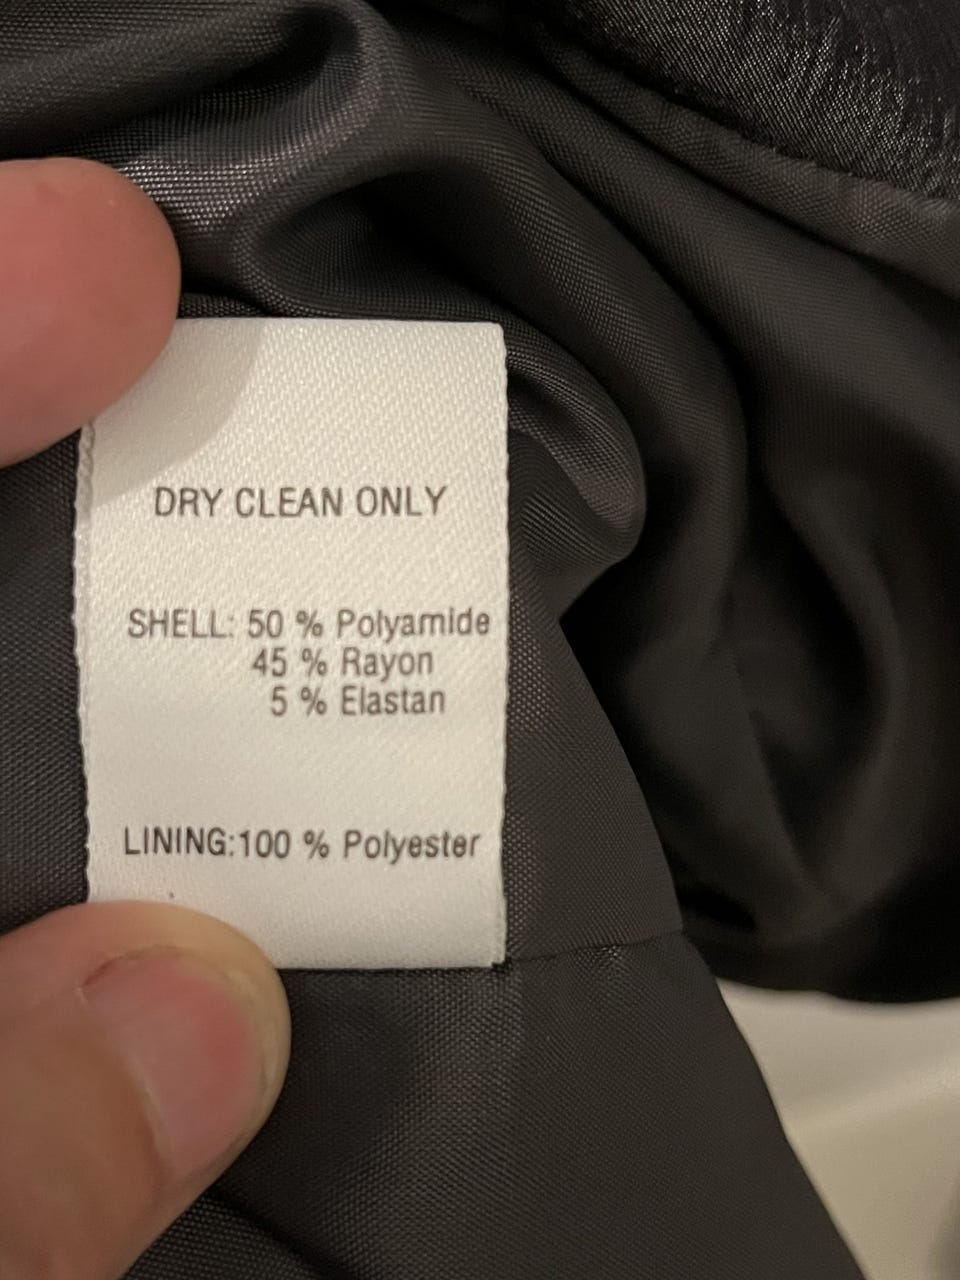 DRY CLEAN ONLY
SHELL: 50 % Polyamide
45 % Rayon
5 % Elastan
LINING:100 % Polyester